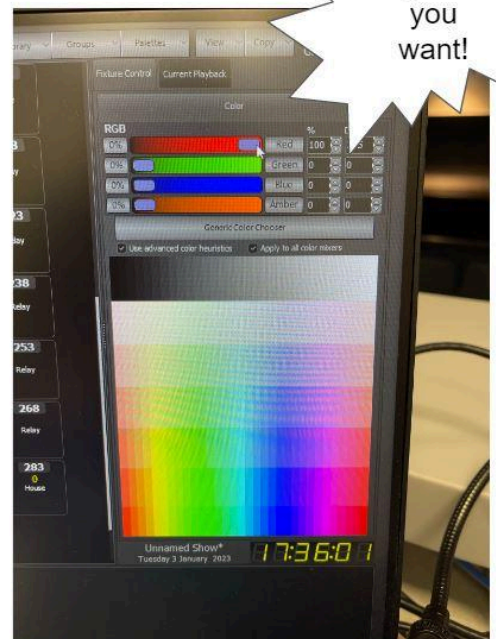 you
want!
Groups
Palettes
View
Copy
Fixture Control
Current Playback
Color
RGB
%
0%
Red
100
0%
Green
0
0
0%
Blue
0
0
0%
Amber
0
0
Generic Color Chooser
Use advanced color heuristics
Apply to all color mixers
23
238
Relay
253
Relay
268
Relay
283
0
House
Unnamed Show*
Tuesday 3 January 2023
17:36:01